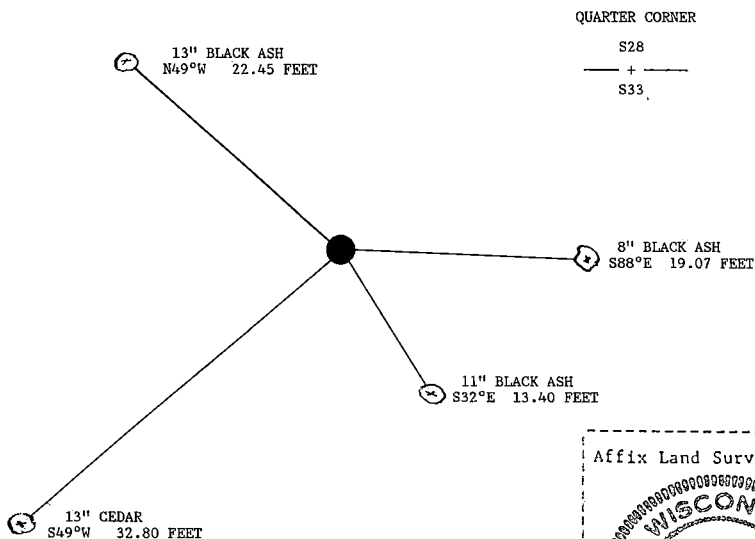 QUARTER CORNER
S28
+
S33
13" BLACK ASH
N49°W 22.45 FEET
8" BLACK ASH
S88°E 19.07 FEET
11" BLACK ASH
S32°E 13.40 FEET
13" CEDAR
S49°W 32.80 FEET
Affix Land Surv
WISCON